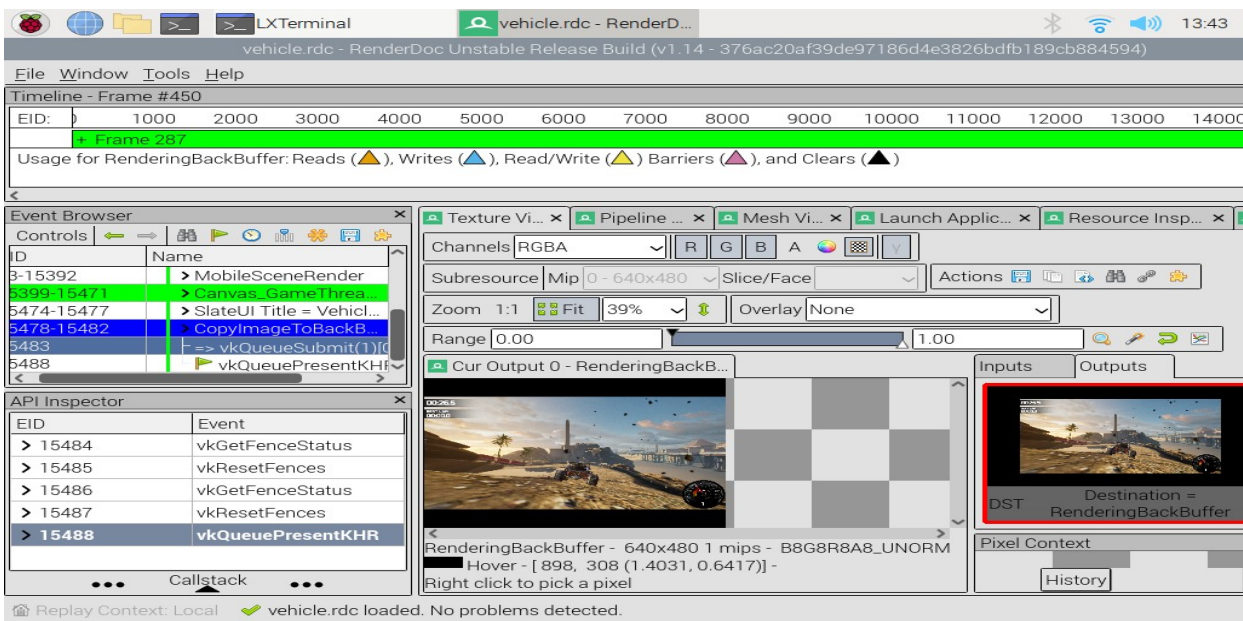 LXTerminal vehicle.rdc - RenderD... 13:43
vehicle.rdc - RenderDoc Unstable Release Build (v1.14 - 376ac20af39de97186d4e3826bdfb189cb884594)
File Window Tools Help
Timeline - Frame #450
EID: 1000 2000 3000 4000 5000 6000 7000 8000 9000 10000 11000 12000 13000 1400
+ Frame 287
Usage for RenderingBackBuffer: Reads ( ), Writes ( ), Read/Write ( ) Barriers ( ), and Clears ( )
Event Browser
Controls
ID Name
3-15392 > MobileSceneRender
5399-15471 > Canvas_GameThrea...
5474-15477 > SlateUI Title = Vehicl...
5478-15482 > CopyImageToBackB...
5483 => vkQueueSubmit(1)[
5488 vkQueuePresentKH
API Inspector
EID Event
> 15484 vkGetFenceStatus
> 15485 vkResetFences
> 15486 vkGetFenceStatus
> 15487 vkResetFences
> 15488 vkQueuePresentKHR
Callstack
Texture Vi... Pipeline ... Mesh Vi... Launch Applic... Resource Insp...
Channels RGBA R G B A γ
Subresource Mip 0 - 640x480 Slice/Face Actions
Zoom 1:1 Fit 39% Overlay None
Range 0.00 1.00
Cur Output 0 - RenderingBackB...
00:26.5
RenderingBackBuffer - 640x480 1 mips - B8G8R8A8_UNORM
Hover - [ 898, 308 (1.4031, 0.6417)] -
Right click to pick a pixel
Inputs Outputs
DST Destination =
RenderingBackBuffer
Pixel Context
History
Replay Context: Local vehicle.rdc loaded. No problems detected.